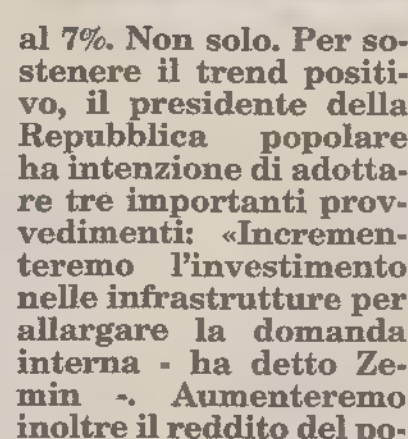 al 7%. Non solo. Per so-
stenere il trend positi-
vo, il presidente della
Repubblica popolare
ha intenzione di adotta-
re tre importanti prov-
vedimenti: «Incremen-
teremo l'investimento
nelle infrastrutture per
allargare la domanda
interna - ha detto Ze-
min -. Aumenteremo
inoltre il reddito del po-